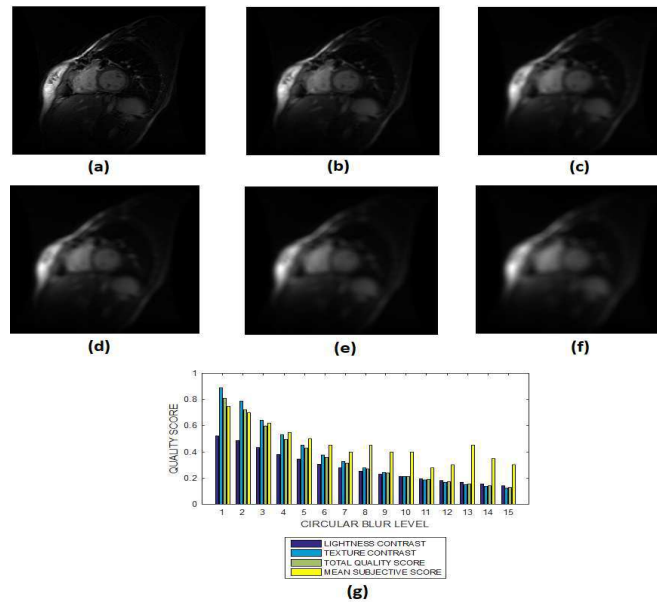 (a)
(b)
(c)
(d)
(e)
(f)
1
0.8
0.6
0.4
0.2
0
QUALITY SCORE
1 2 3 4 5 6 7 8 9 10 11 12 13 14 15
CIRCULAR BLUR LEVEL
LIGHTNESS CONTRAST
TEXTURE CONTRAST
TOTAL QUALITY SCORE
MEAN SUBJECTIVE SCORE
(g)